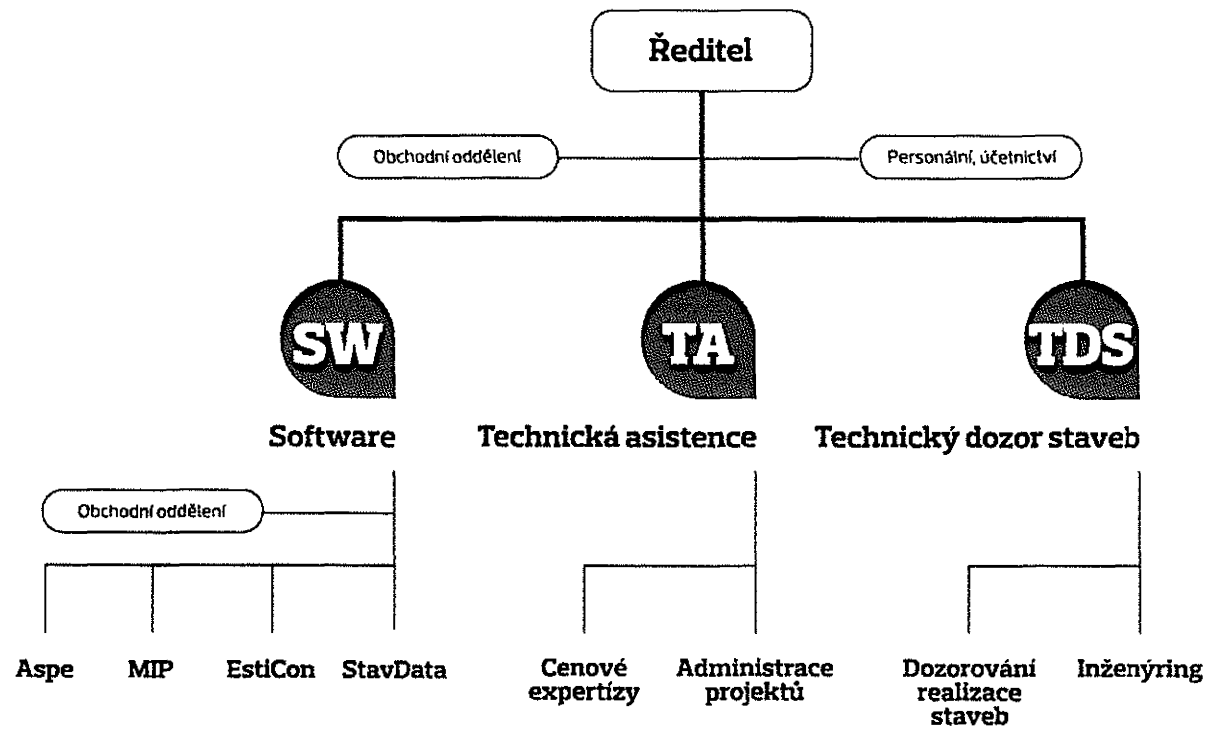 Ředitel
Obchodní oddělení
Personální, účetnictví
SW
TA
TDS
Software
Technická asistence
Technický dozor staveb
Obchodní oddělení
Aspe
MIP
EstiCon
StavData
Cenové
expertízy
Administrace
projektů
Dozorování
realizace
staveb
Inženýring